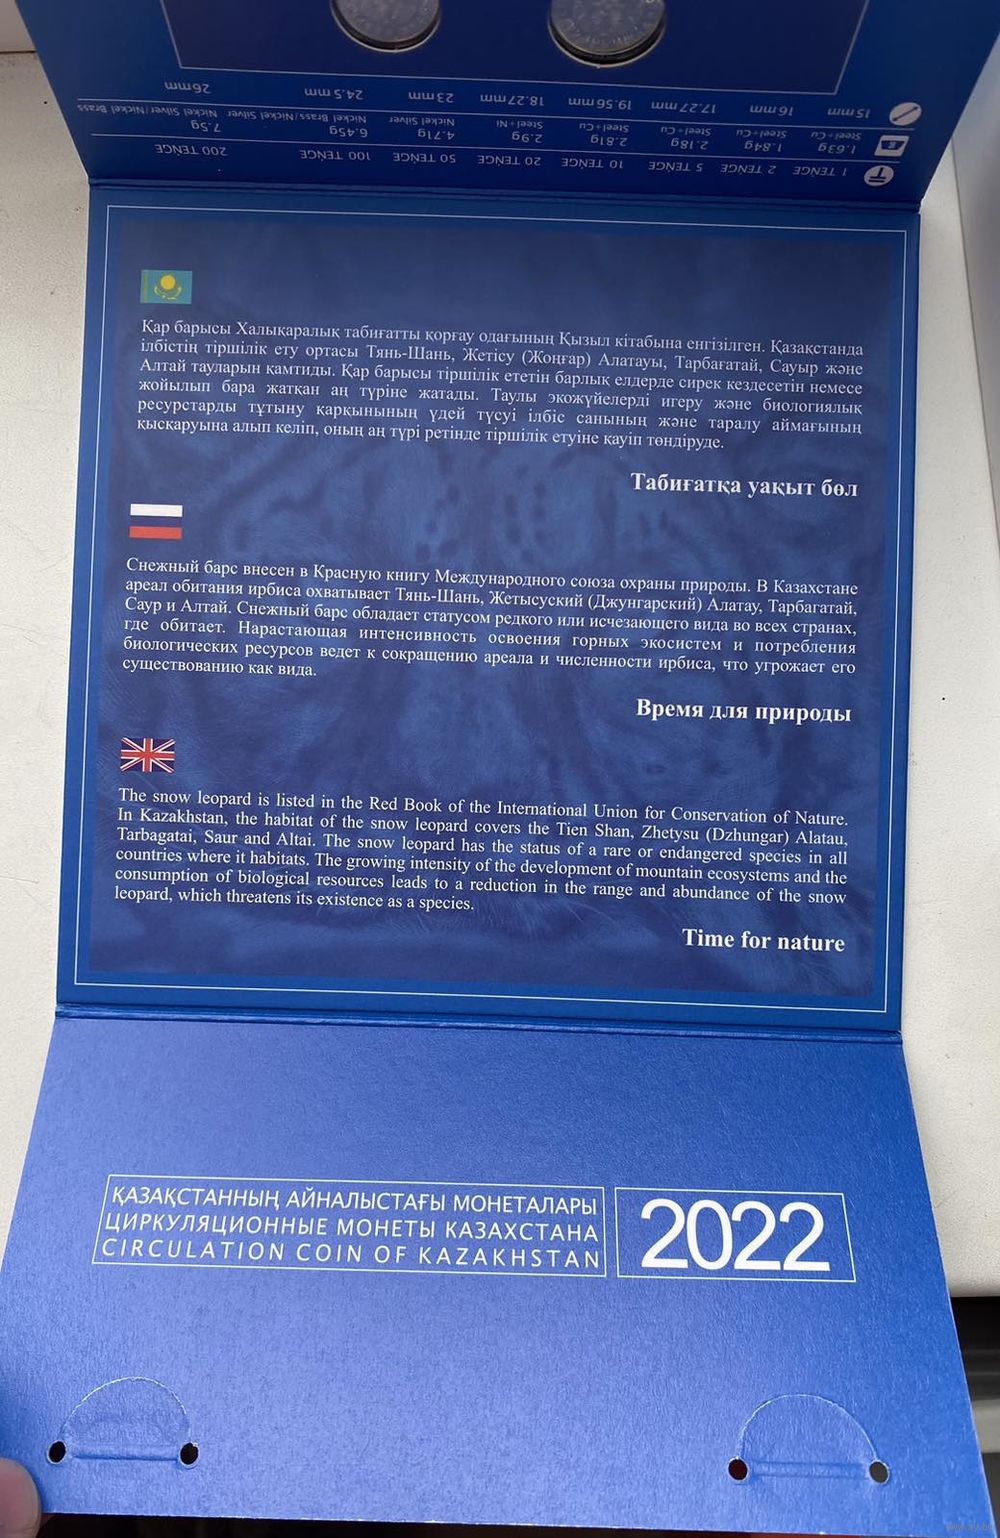 1 TEŃGE 2 TEŃGE 5 TEŃGE 10 TEŃGE 20 TEŃGE 50 TEŃGE 100 TEŃGE 200 TEŃGE
1.63g 1.84g 2.18g 2.81g 2.9g 4.71g 6.45g 7.5g
Steel+Cu Steel+Cu Steel+Cu Steel+Cu Steel+Ni Nickel Silver Nickel Brass/Nickel Silver Nickel Silver/Nickel Brass
15mm 16mm 17.27mm 19.56mm 18.27mm 23mm 24.5mm 26mm
Қар барысы Халықаралық табиғатты қорғау одағының Қызыл кітабына енгізілген. Қазақстанда
ілбістің тіршілік ету ортасы Тянь-Шань, Жетісу (Жоңғар) Алатауы, Тарбағатай, Сауыр және
Алтай тауларын қамтиды. Қар барысы тіршілік ететін барлық елдерде сирек кездесетін немесе
жойылып бара жатқан аң түріне жатады. Таулы экожүйелерді игеру және биологиялық
ресурстарды тұтыну қарқынының үдей түсуі ілбіс санының және таралу аймағының
қысқаруына алып келіп, оның аң түрі ретінде тіршілік етуіне қауіп төндіруде.
Табиғатқа уақыт бөл
Снежный барс внесен в Красную книгу Международного союза охраны природы. В Казахстане
ареал обитания ирбиса охватывает Тянь-Шань, Жетысуский (Джунгарский) Алатау, Тарбагатай,
Саур и Алтай. Снежный барс обладает статусом редкого или исчезающего вида во всех странах,
где обитает. Нарастающая интенсивность освоения горных экосистем и потребления
биологических ресурсов ведет к сокращению ареала и численности ирбиса, что угрожает его
существованию как вида.
Время для природы
The snow leopard is listed in the Red Book of the International Union for Conservation of Nature.
In Kazakhstan, the habitat of the snow leopard covers the Tien Shan, Zhetysu (Dzhungar) Alatau,
Tarbagatai, Saur and Altai. The snow leopard has the status of a rare or endangered species in all
countries where it habitats. The growing intensity of the development of mountain ecosystems and the
consumption of biological resources leads to a reduction in the range and abundance of the snow
leopard, which threatens its existence as a species.
Time for nature
ҚАЗАҚСТАННЫҢ АЙНАЛЫСТАҒЫ МОНЕТАЛАРЫ
ЦИРКУЛЯЦИОННЫЕ МОНЕТЫ КАЗАХСТАНА
CIRCULATION COIN OF KAZAKHSTAN
2022